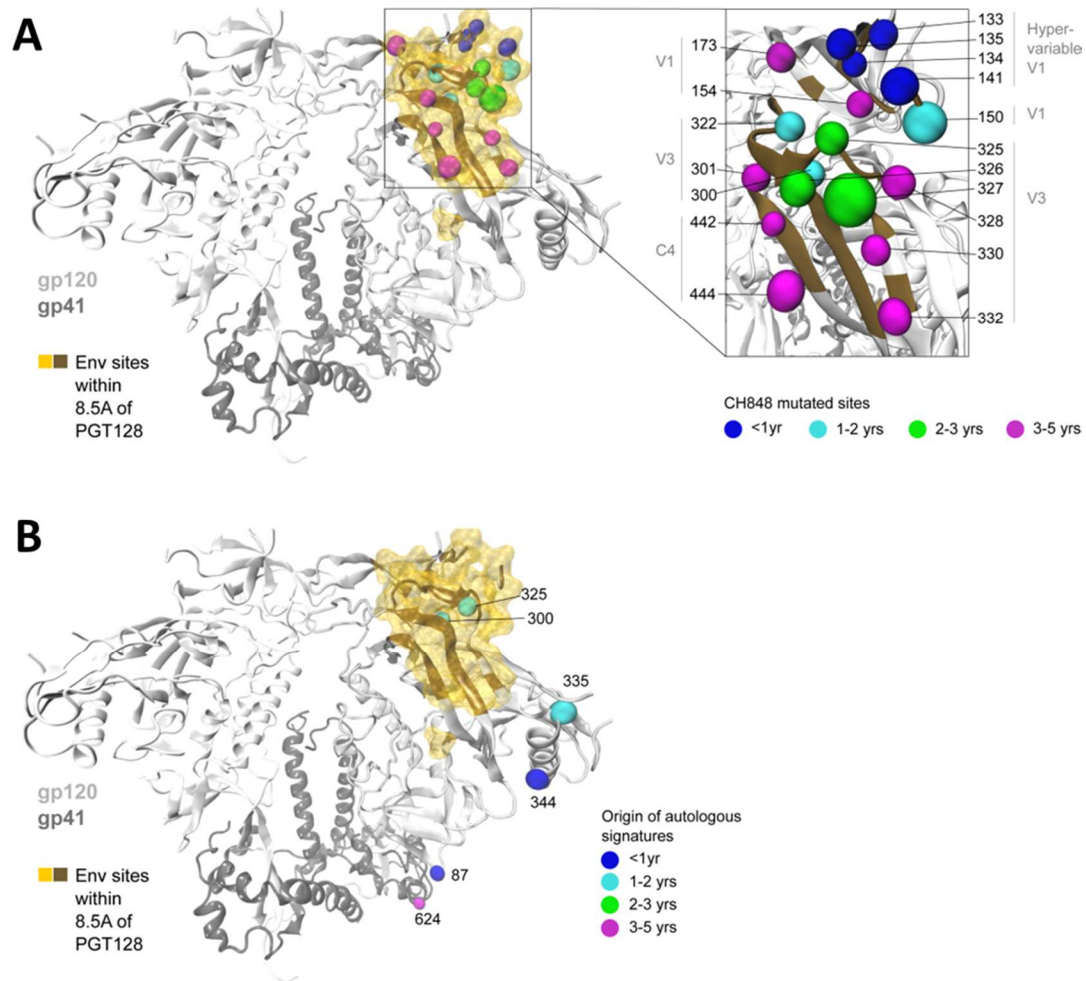 A
173
V1
154
322
V3
301
300
442
C4
444
133
135
134
141
Hyper-
variable
V1
150
V1
325
326
327
328
V3
330
332
gp120
gp41
Env sites
within
8.5A of
PGT128
CH848 mutated sites
<1yr 1-2 yrs 2-3 yrs 3-5 yrs
B
325
300
335
344
87
624
gp120
gp41
Env sites
within
8.5A of
PGT128
Origin of autologous
signatures
<1yr
1-2 yrs
2-3 yrs
3-5 yrs